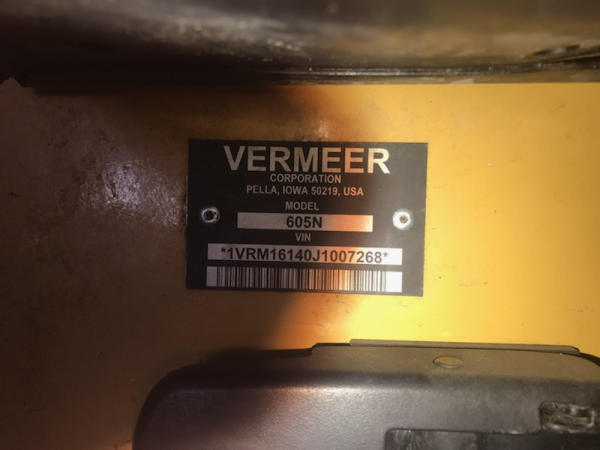 VERMEER
CORPORATION
PELLA, IOWA 50219, USA
MODEL
605N
VIN
*1VRM16140J1007268*